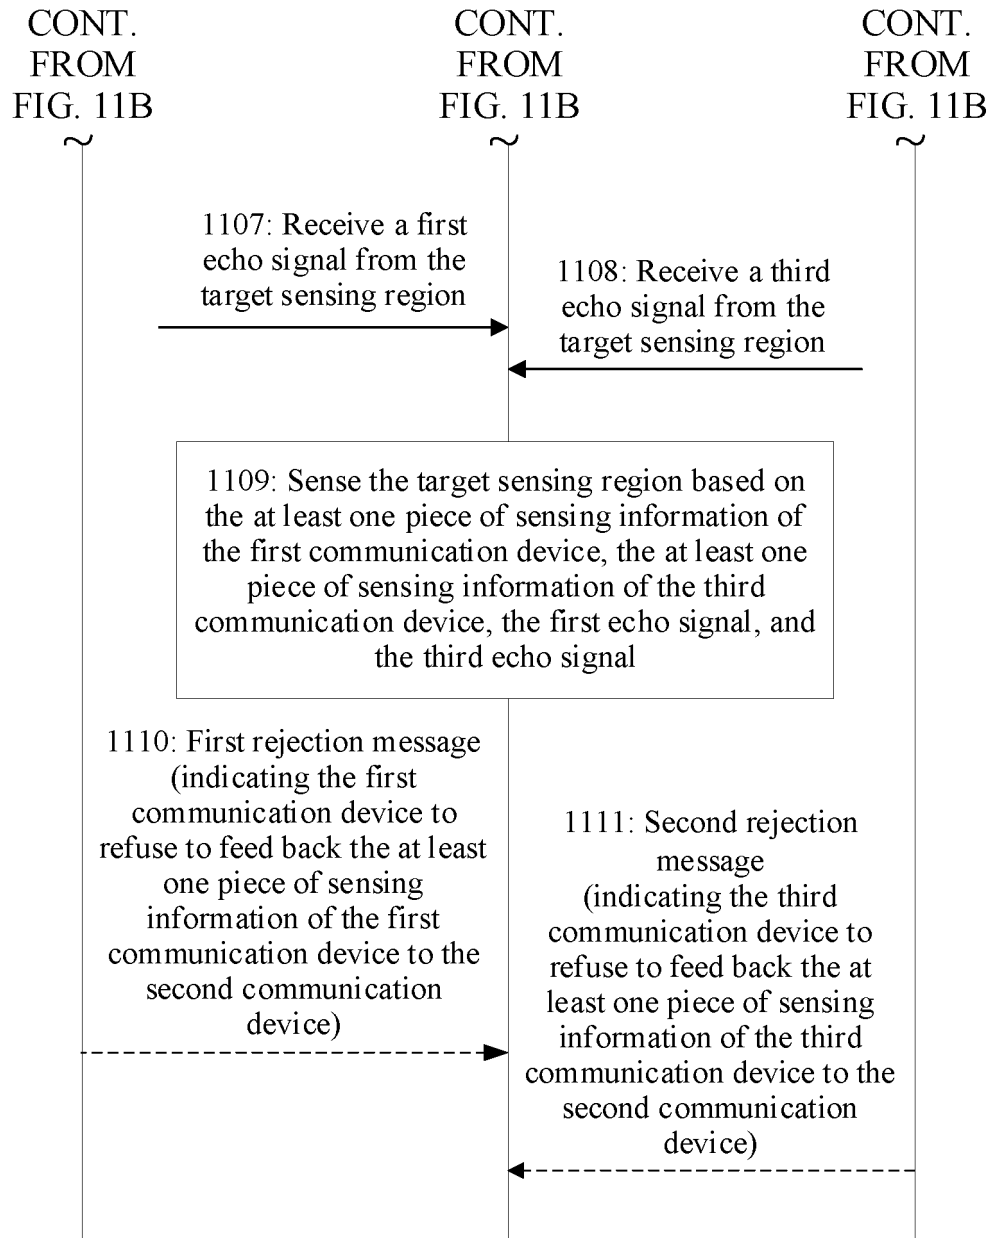 CONT.
FROM
FIG. 11B
CONT.
FROM
FIG. 11B
CONT.
FROM
FIG. 11B
1107: Receive a first
echo signal from the
target sensing region
1108: Receive a third
echo signal from the
target sensing region
1109: Sense the target sensing region based on
the at least one piece of sensing information of
the first communication device, the at least one
piece of sensing information of the third
communication device, the first echo signal, and
the third echo signal
1110: First rejection message
(indicating the first
communication device to
refuse to feed back the at least
one piece of sensing
information of the first
communication device to the
second communication
device)
1111: Second rejection
message
(indicating the third
communication device to
refuse to feed back the at
least one piece of sensing
information of the third
communication device to the
second communication
device)